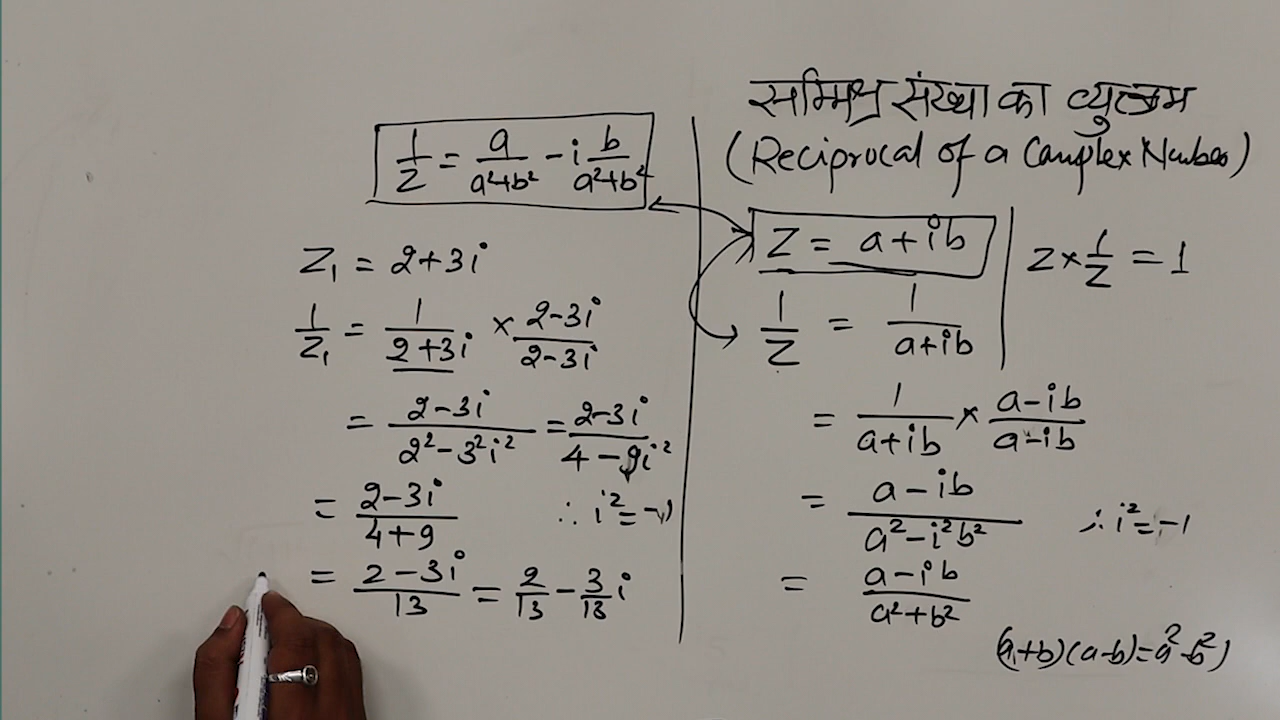 सम्मिश्र संख्या का व्युत्क्रम
(Reciprocal of a Complex Number)
Z = a+ib
Z × 1/Z = 1
1/Z = 1/(a+ib)
= 1/(a+ib) × (a-ib)/(a-ib)
= (a-ib)/(a²-i²b²) ∴ i²=-1
= (a-ib)/(a²+b²)
(a+b)(a-b)=a²-b²)
1/Z = a/(a²+b²) - i b/(a²+b²)
Z₁ = 2+3i
1/Z₁ = 1/(2+3i) × (2-3i)/(2-3i)
= (2-3i)/(2²-3²i²) = (2-3i)/(4-9i²)
= (2-3i)/(4+9) ∴ i²=-1
= (2-3i)/13 = 2/13 - 3/13 i